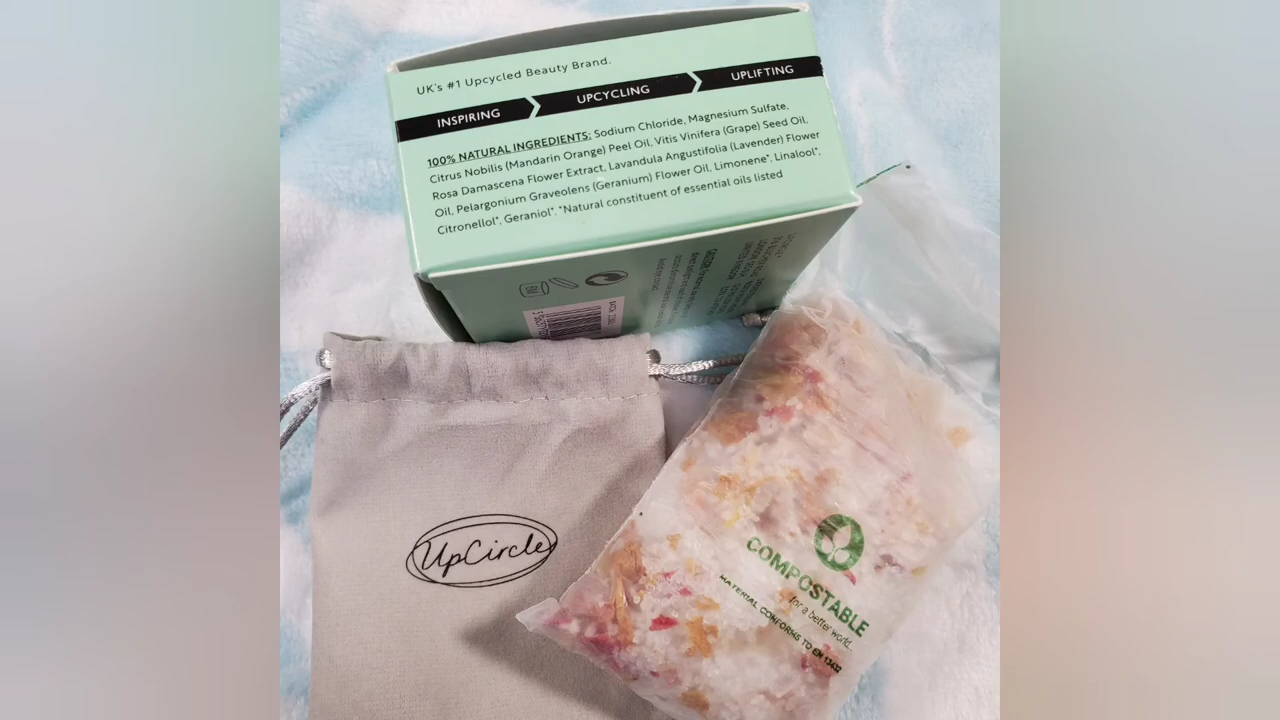 UK's #1 Upcycled Beauty Brand.
INSPIRING UPCYCLING UPLIFTING
100% NATURAL INGREDIENTS: Sodium Chloride, Magnesium Sulfate,
Citrus Nobilis (Mandarin Orange) Peel Oil, Vitis Vinifera (Grape) Seed Oil,
Rosa Damascena Flower Extract, Lavandula Angustifolia (Lavender) Flower
Oil, Pelargonium Graveolens (Geranium) Flower Oil, Limonene*, Linalool*,
Citronellol*, Geraniol*. *Natural constituent of essential oils listed
UpCircle
COMPOSTABLE
for a better world...
MATERIAL CONFORMS TO EN 13432